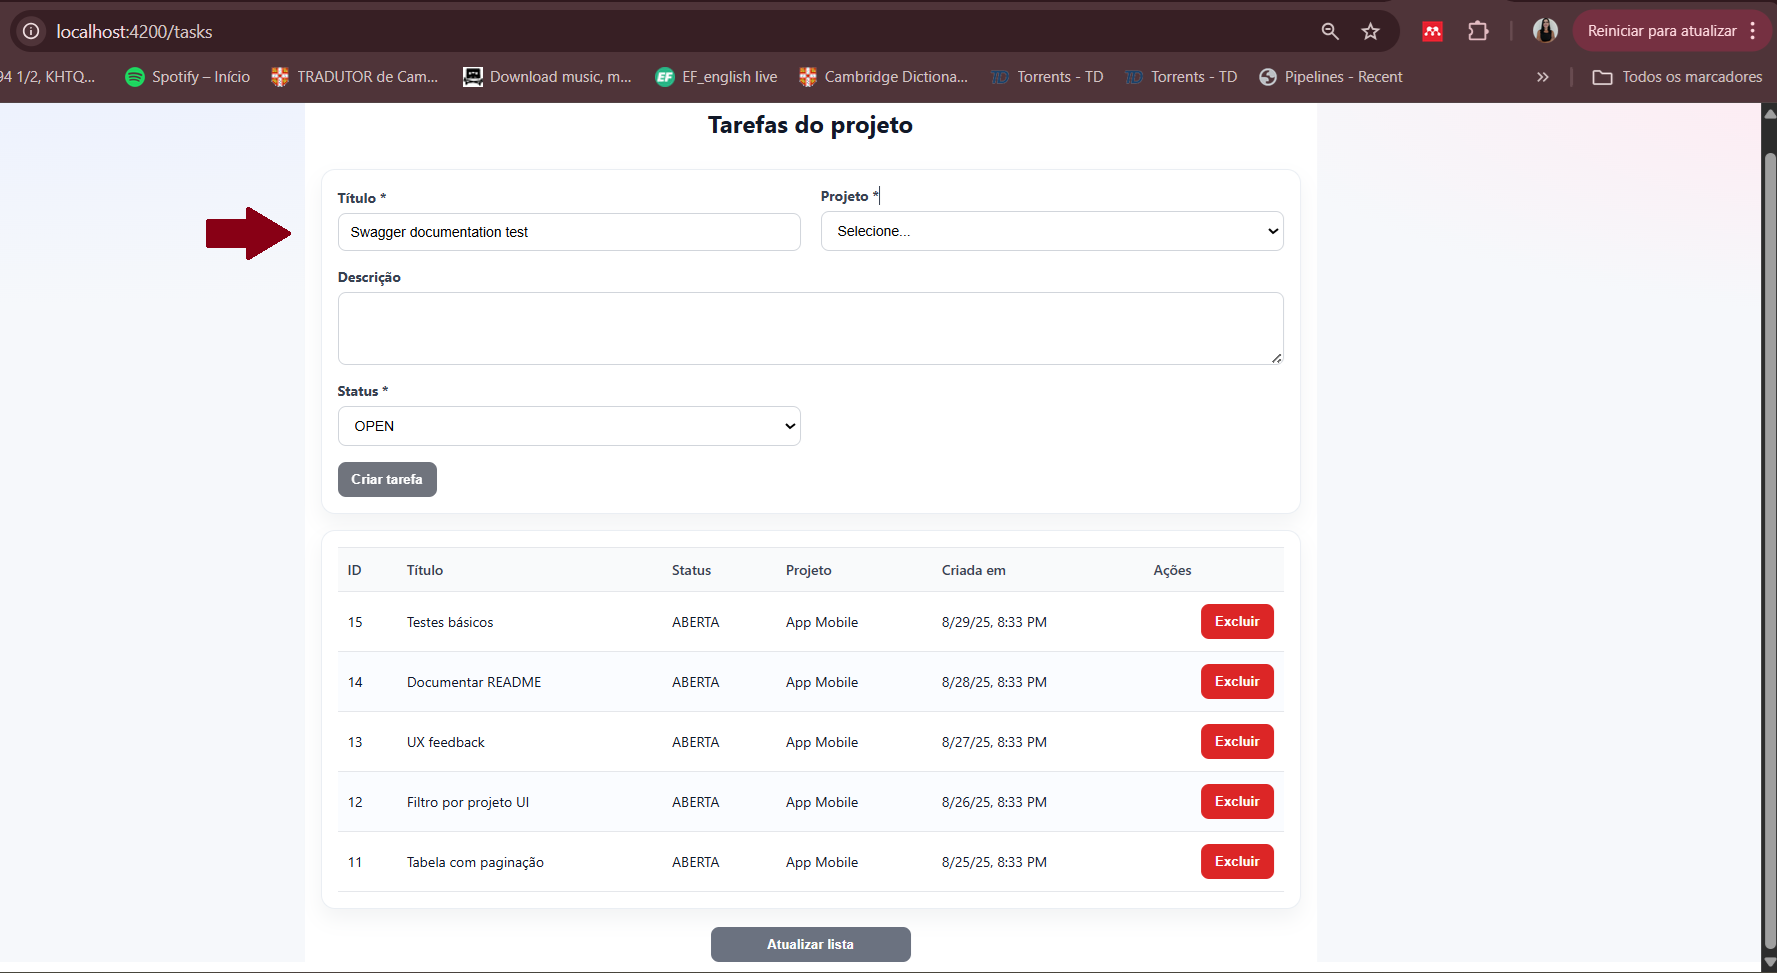 localhost:4200/tasks
Reiniciar para atualizar
94 1/2, KHTQ... Spotify – Início TRADUTOR de Cam... Download music, m... EF EF_english live Cambridge Dictiona... TD Torrents - TD TD Torrents - TD Pipelines - Recent » Todos os marcadores
Tarefas do projeto
Título * Projeto *
Swagger documentation test Selecione...
Descrição
Status *
OPEN
Criar tarefa
ID Título Status Projeto Criada em Ações
15 Testes básicos ABERTA App Mobile 8/29/25, 8:33 PM Excluir
14 Documentar README ABERTA App Mobile 8/28/25, 8:33 PM Excluir
13 UX feedback ABERTA App Mobile 8/27/25, 8:33 PM Excluir
12 Filtro por projeto UI ABERTA App Mobile 8/26/25, 8:33 PM Excluir
11 Tabela com paginação ABERTA App Mobile 8/25/25, 8:33 PM Excluir
Atualizar lista